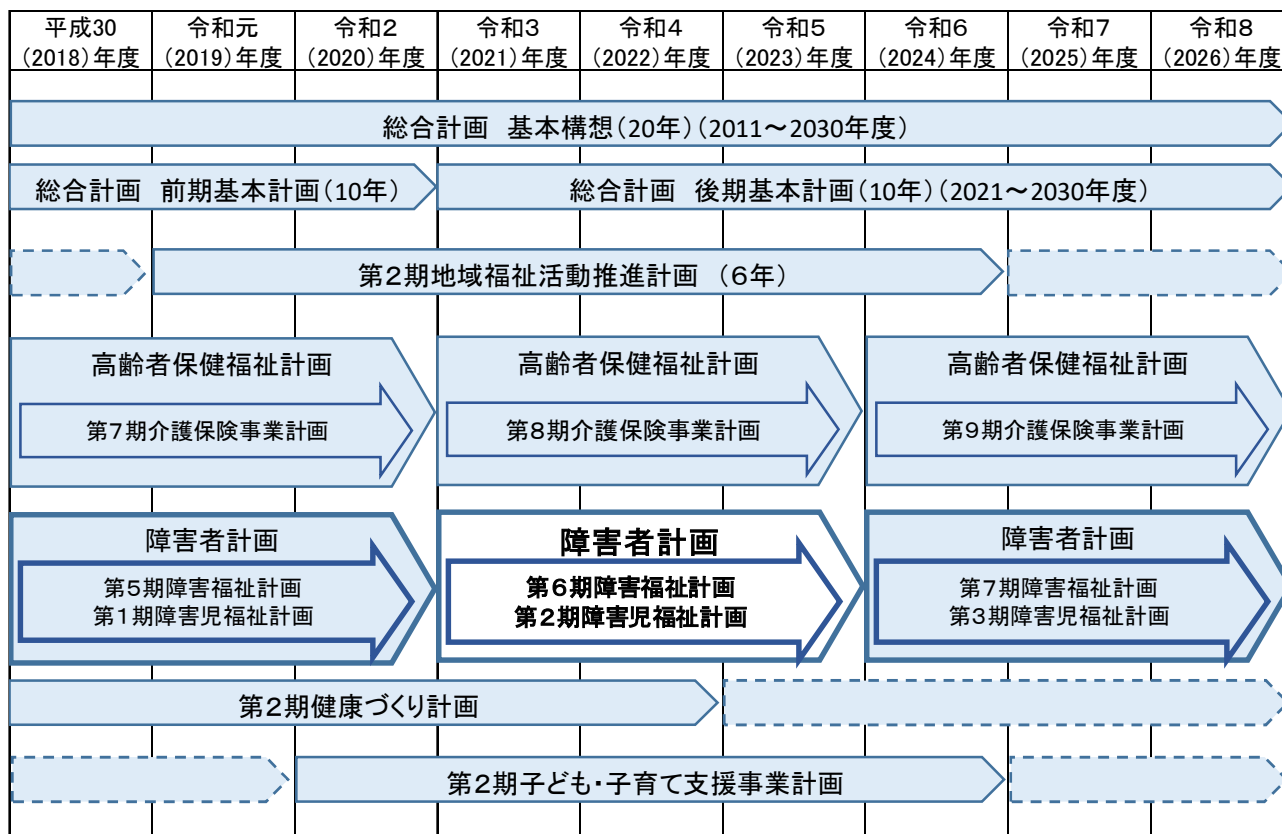 平成30 令和元 令和2 令和3 令和4 令和5 令和6 令和7 令和8
(2018)年度 (2019)年度 (2020)年度 (2021)年度 (2022)年度 (2023)年度 (2024)年度 (2025)年度 (2026)年度
総合計画 基本構想(20年)(2011～2030年度)
総合計画 前期基本計画(10年) 総合計画 後期基本計画(10年)(2021～2030年度)
第2期地域福祉活動推進計画 (6年)
高齢者保健福祉計画 高齢者保健福祉計画 高齢者保健福祉計画
第7期介護保険事業計画 第8期介護保険事業計画 第9期介護保険事業計画
障害者計画 障害者計画 障害者計画
第5期障害福祉計画 第6期障害福祉計画 第7期障害福祉計画
第1期障害児福祉計画 第2期障害児福祉計画 第3期障害児福祉計画
第2期健康づくり計画
第2期子ども・子育て支援事業計画